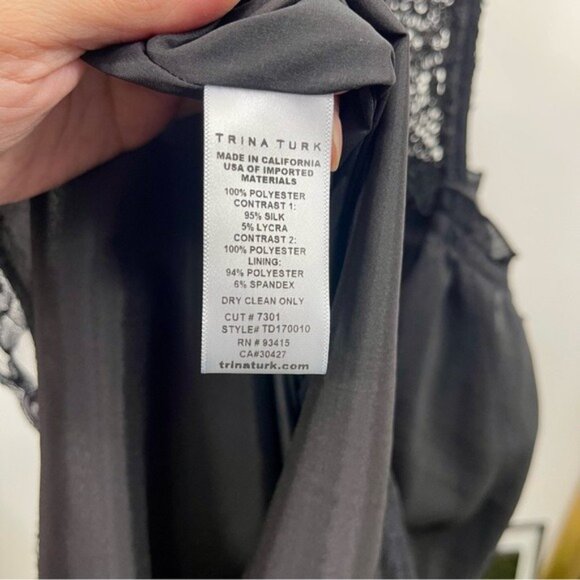 TRINA TURK
MADE IN CALIFORNIA
USA OF IMPORTED
MATERIALS
100% POLYESTER
CONTRAST 1:
95% SILK
5% LYCRA
CONTRAST 2:
100% POLYESTER
LINING:
94% POLYESTER
6% SPANDEX
DRY CLEAN ONLY
CUT # 7301
STYLE# TD170010
RN # 93415
CA#30427
trinaturk.com